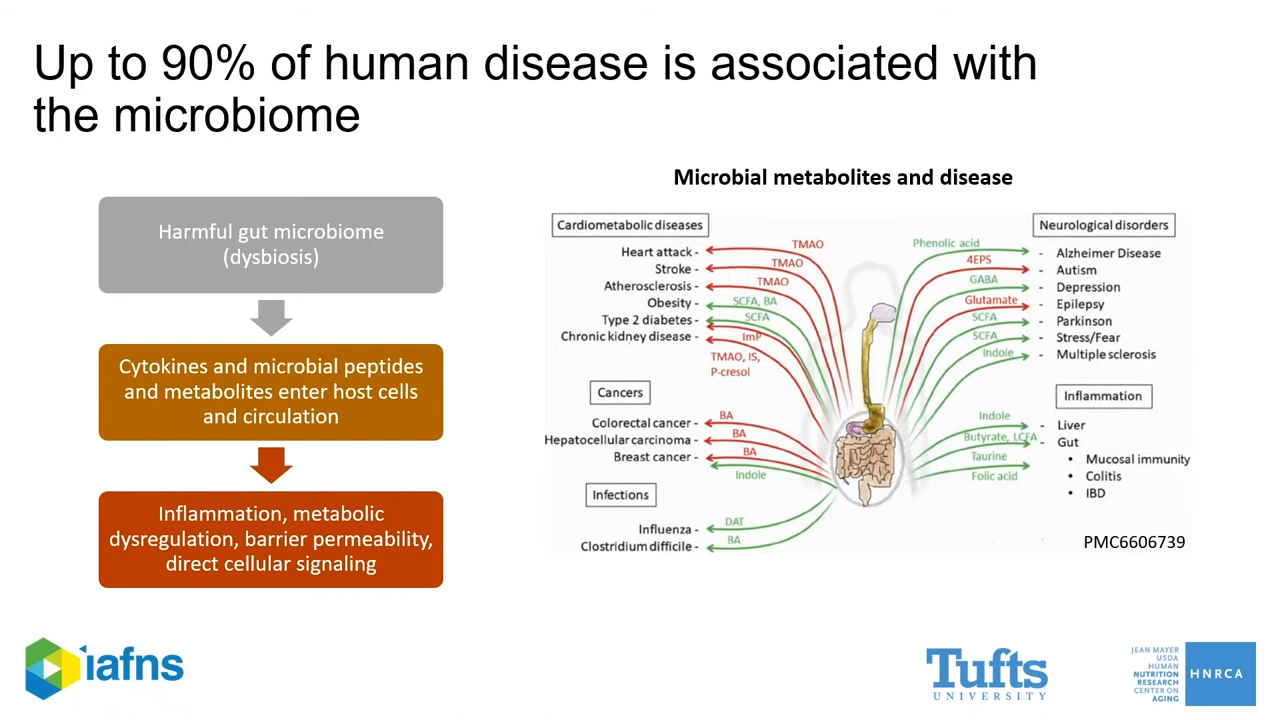 Up to 90% of human disease is associated with
the microbiome
Harmful gut microbiome
(dysbiosis)
Cytokines and microbial peptides
and metabolites enter host cells
and circulation
Inflammation, metabolic
dysregulation, barrier permeability,
direct cellular signaling
Microbial metabolites and disease
Cardiometabolic diseases
Heart attack - TMAO
Stroke - TMAO
Atherosclerosis - TMAO
Obesity - SCFA, BA
Type 2 diabetes - SCFA
ImP
Chronic kidney disease -
TMAO, IS,
P-cresol
Cancers
Colorectal cancer - BA
Hepatocellular carcinoma - BA
Breast cancer - BA
Indole
Infections
Influenza - DAT
Clostridium difficile - BA
Neurological disorders
Phenolic acid - Alzheimer Disease
4EPS - Autism
GABA - Depression
Glutamate - Epilepsy
SCFA - Parkinson
SCFA - Stress/Fear
Indole - Multiple sclerosis
Inflammation
Indole - Liver
Butyrate, LCFA - Gut
Taurine • Mucosal immunity
Folic acid • Colitis
• IBD
PMC6606739
iafns
Tufts
UNIVERSITY
JEAN MAYER
USDA
HUMAN
NUTRITION
RESEARCH
CENTER ON
AGING
HNRCA